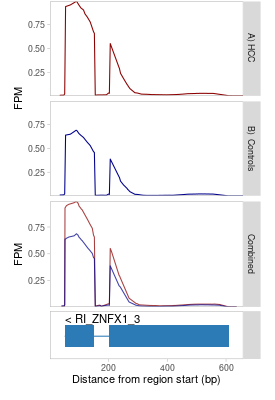 0.75
0.50
0.25
FPM
A) HCC
0.75
0.50
0.25
FPM
B) Controls
0.75
0.50
0.25
FPM
Combined
< RI_ZNFX1_3
200
400
600
Distance from region start (bp)